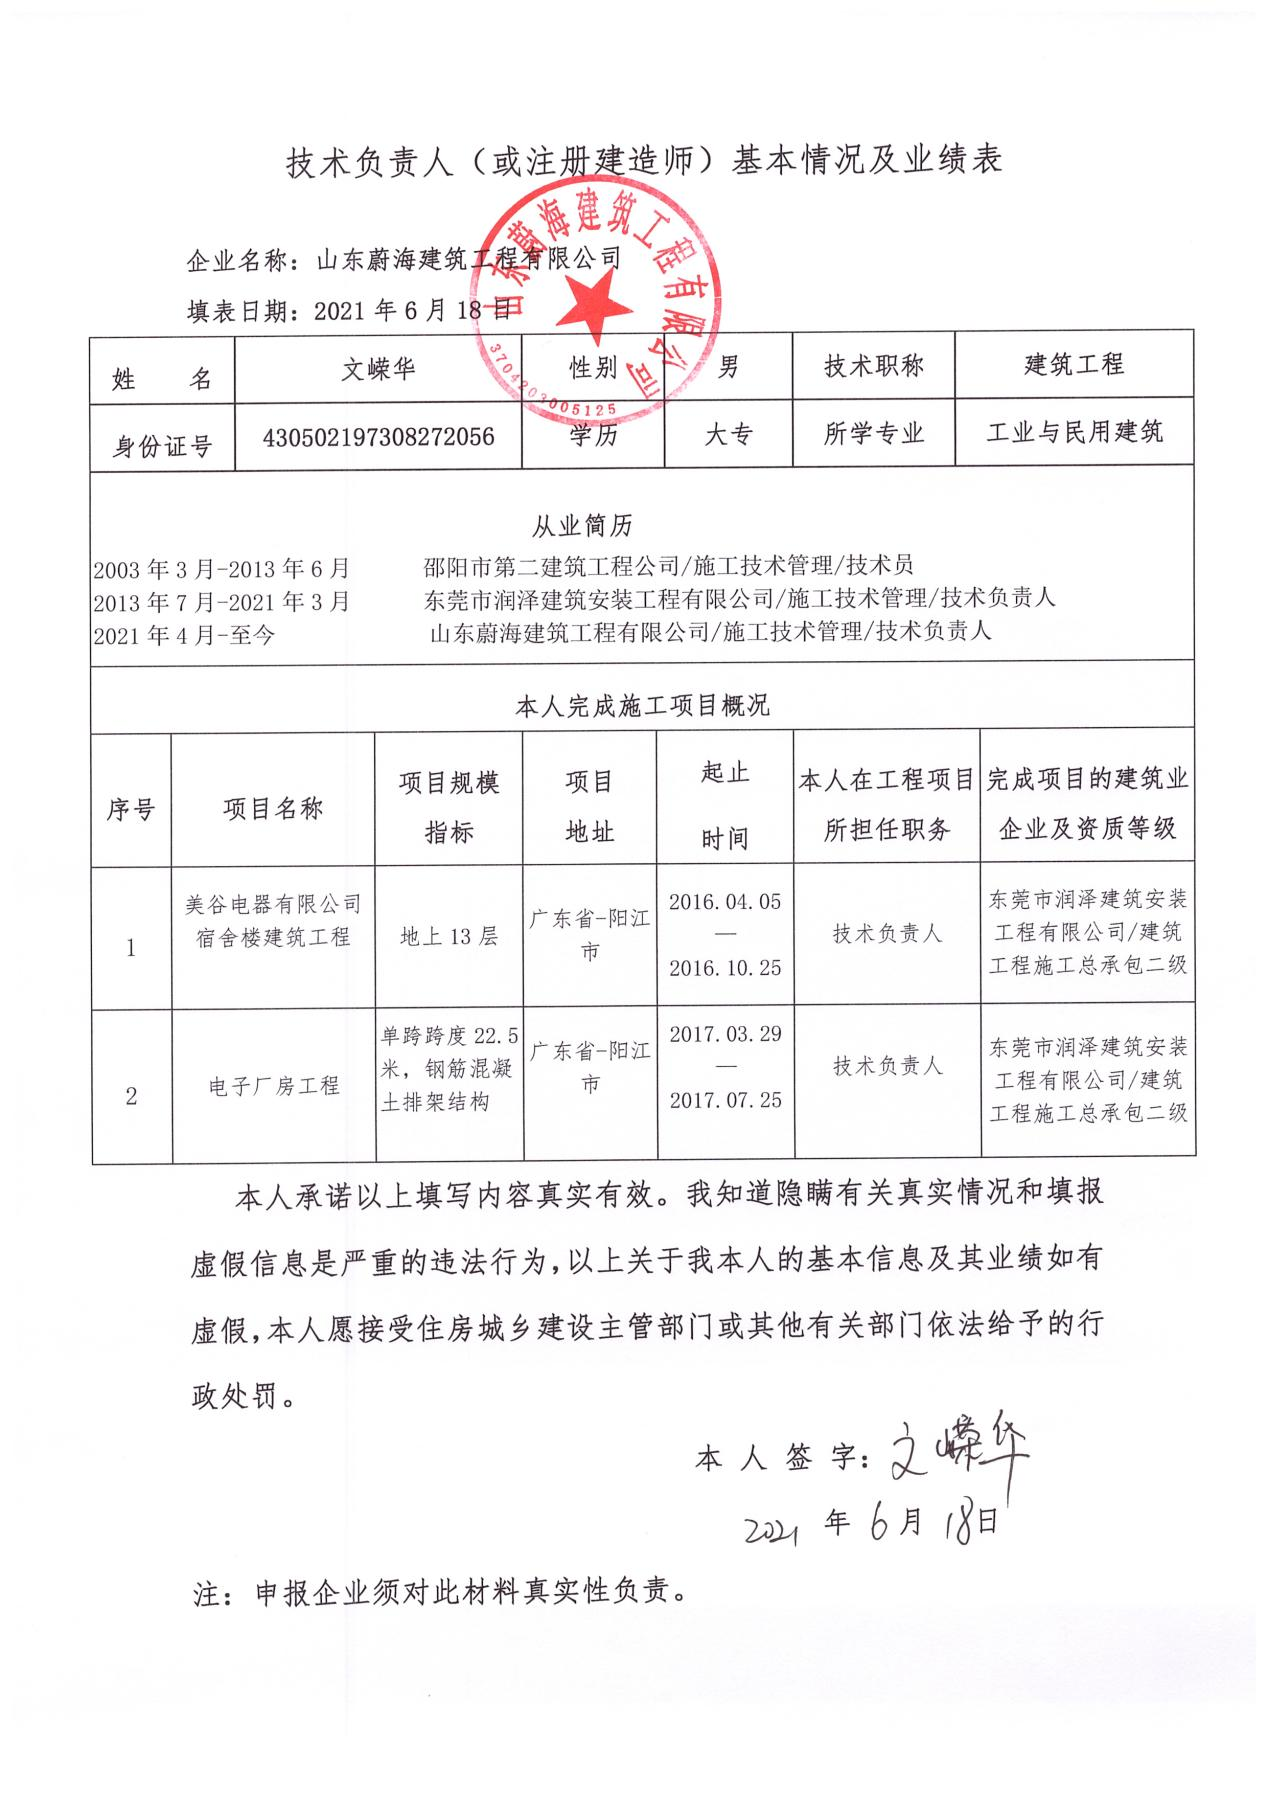 技术负责人（或注册建造师）基本情况及业绩表
企业名称：山东蔚海建筑工程有限公司
填表日期：2021年6月18日
山东蔚海建筑工程有限公司
3704203005125
姓 名 文嵘华 性别 男 技术职称 建筑工程
身份证号 430502197308272056 学历 大专 所学专业 工业与民用建筑
从业简历
2003年3月-2013年6月 邵阳市第二建筑工程公司/施工技术管理/技术员
2013年7月-2021年3月 东莞市润泽建筑安装工程有限公司/施工技术管理/技术负责人
2021年4月-至今 山东蔚海建筑工程有限公司/施工技术管理/技术负责人
本人完成施工项目概况
序号
项目名称
项目规模
指标
项目
地址
起止
时间
本人在工程项目
所担任职务
完成项目的建筑业
企业及资质等级
1
美谷电器有限公司
宿舍楼建筑工程
地上13层
广东省-阳江
市
2016.04.05
—
2016.10.25
技术负责人
东莞市润泽建筑安装
工程有限公司/建筑
工程施工总承包二级
2
电子厂房工程
单跨跨度22.5
米，钢筋混凝
土排架结构
广东省-阳江
市
2017.03.29
—
2017.07.25
技术负责人
东莞市润泽建筑安装
工程有限公司/建筑
工程施工总承包二级
本人承诺以上填写内容真实有效。我知道隐瞒有关真实情况和填报
虚假信息是严重的违法行为，以上关于我本人的基本信息及其业绩如有
虚假，本人愿接受住房城乡建设主管部门或其他有关部门依法给予的行
政处罚。
本 人 签 字：文嵘华
2021 年 6 月 18日
注：申报企业须对此材料真实性负责。